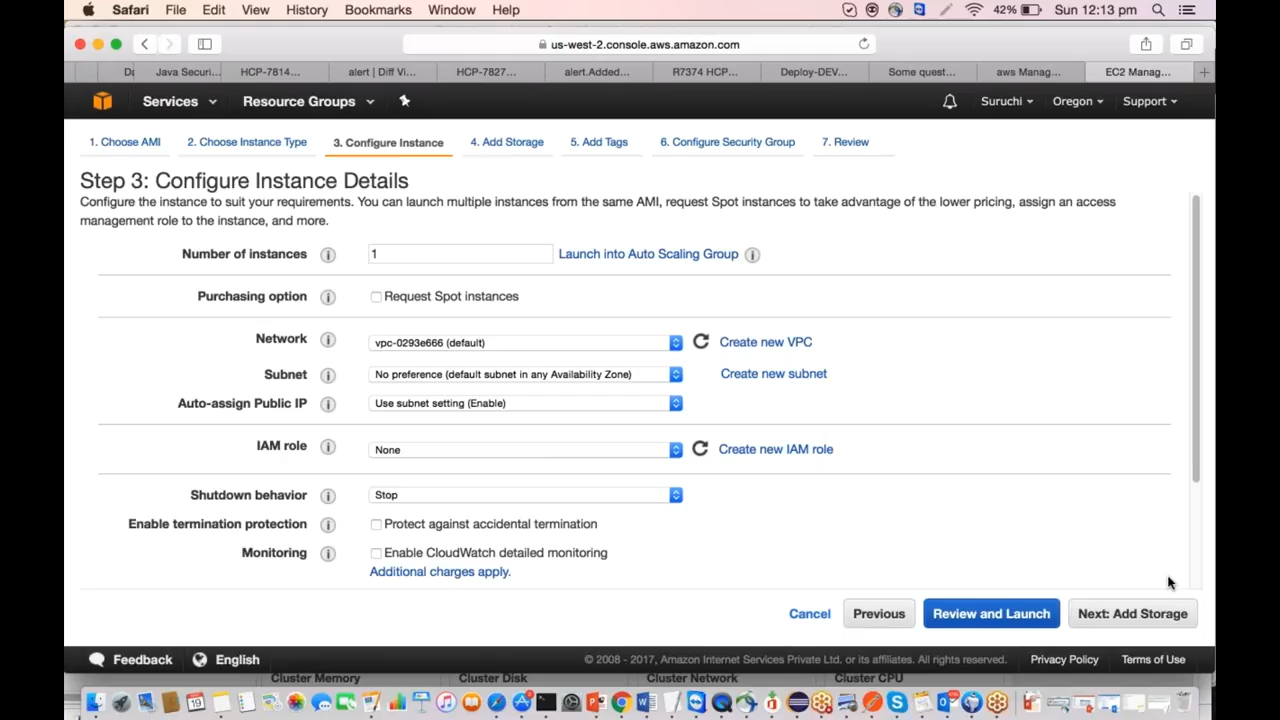 Safari File Edit View History Bookmarks Window Help 42% Sun 12:13 pm
us-west-2.console.aws.amazon.com
Java Securi... HCP-7814... alert | Diff Vi... HCP-7827... alert.Added... R7374 HCP... Deploy-DEV... Some quest... aws Manag... EC2 Manag...
Services Resource Groups Suruchi Oregon Support
1. Choose AMI 2. Choose Instance Type 3. Configure Instance 4. Add Storage 5. Add Tags 6. Configure Security Group 7. Review
Step 3: Configure Instance Details
Configure the instance to suit your requirements. You can launch multiple instances from the same AMI, request Spot instances to take advantage of the lower pricing, assign an access
management role to the instance, and more.
Number of instances 1 Launch into Auto Scaling Group
Purchasing option Request Spot instances
Network vpc-0293e666 (default) Create new VPC
Subnet No preference (default subnet in any Availability Zone) Create new subnet
Auto-assign Public IP Use subnet setting (Enable)
IAM role None Create new IAM role
Shutdown behavior Stop
Enable termination protection Protect against accidental termination
Monitoring Enable CloudWatch detailed monitoring
Additional charges apply.
Cancel Previous Review and Launch Next: Add Storage
Feedback English © 2008 - 2017, Amazon Internet Services Private Ltd. or its affiliates. All rights reserved. Privacy Policy Terms of Use
Cluster Memory Cluster Disk Cluster Network Cluster CPU